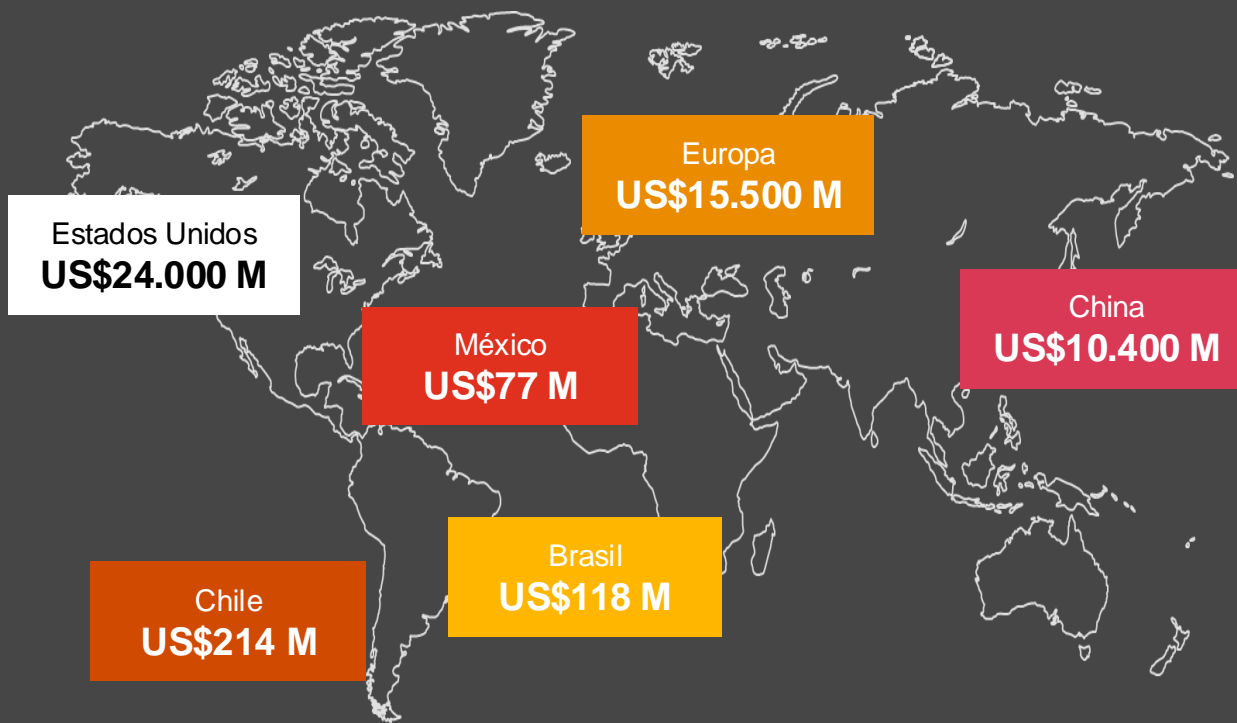 Europa
US$15.500 M
Estados Unidos
US$24.000 M
China
US$10.400 M
México
US$77 M
Brasil
US$118 M
Chile
US$214 M